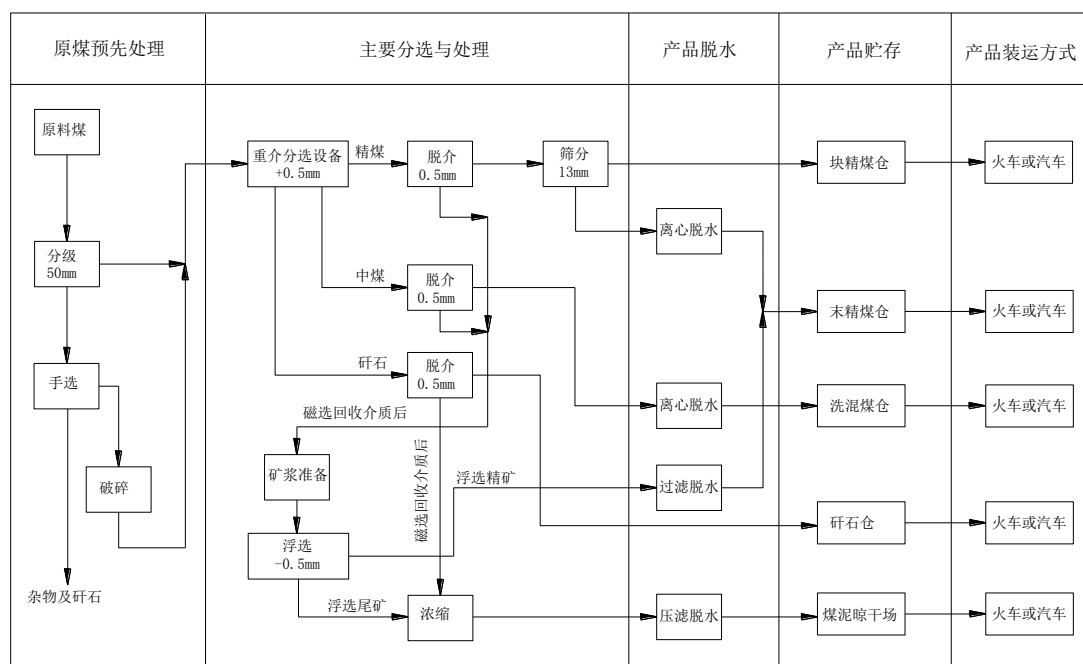 原煤预先处理
主要分选与处理
产品脱水
产品贮存
产品装运方式
原料煤
分级
50mm
手选
破碎
杂物及矸石
重介分选设备
+0.5mm
精煤
脱介
0.5mm
筛分
13mm
块精煤仓
火车或汽车
离心脱水
中煤
脱介
0.5mm
末精煤仓
火车或汽车
矸石
脱介
0.5mm
离心脱水
洗混煤仓
火车或汽车
磁选回收介质后
磁选回收介质后
矿浆准备
浮选精矿
过滤脱水
矸石仓
火车或汽车
浮选
-0.5mm
浮选尾矿
浓缩
压滤脱水
煤泥晾干场
火车或汽车